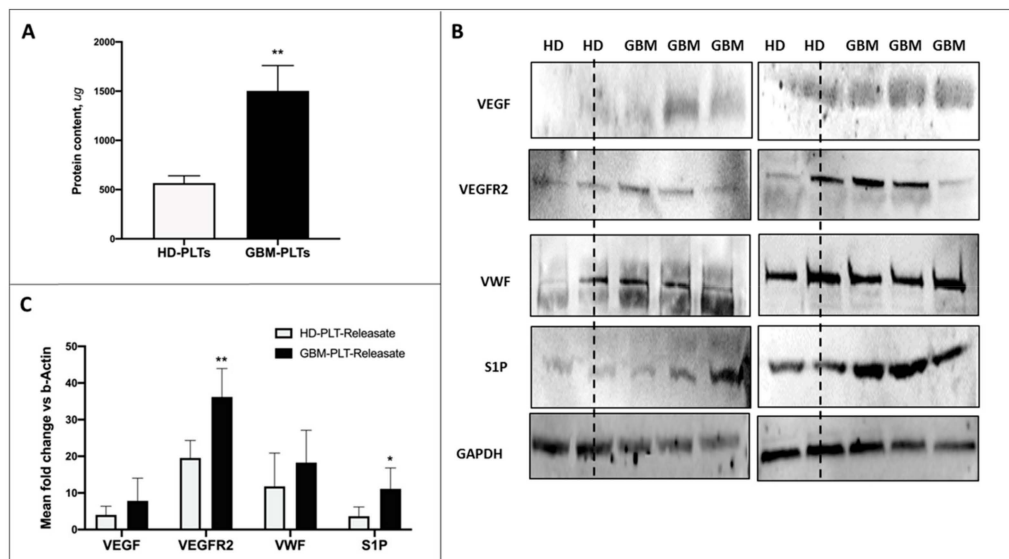 A
**
2000
1500
1000
500
0
Protein content, ug
HD-PLTs GBM-PLTs
B
HD HD GBM GBM GBM HD HD GBM GBM GBM
VEGF
VEGFR2
VWF
S1P
GAPDH
C
HD-PLT-Releasate
GBM-PLT-Releasate
50
40
30
20
10
0
Mean fold change vs b-Actin
**
*
VEGF VEGFR2 VWF S1P